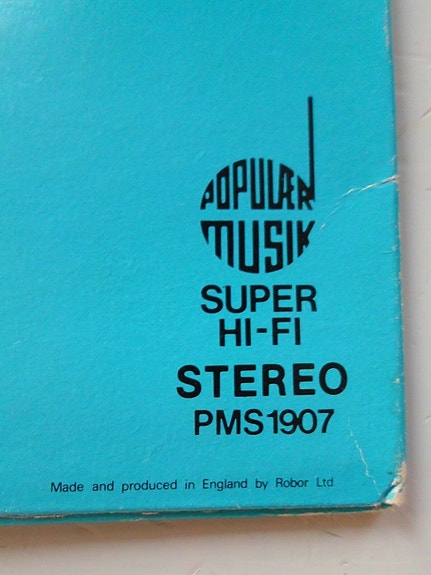 POPULÆR
MUSIK
SUPER
HI-FI
STEREO
PMS1907
Made and produced in England by Robor Ltd